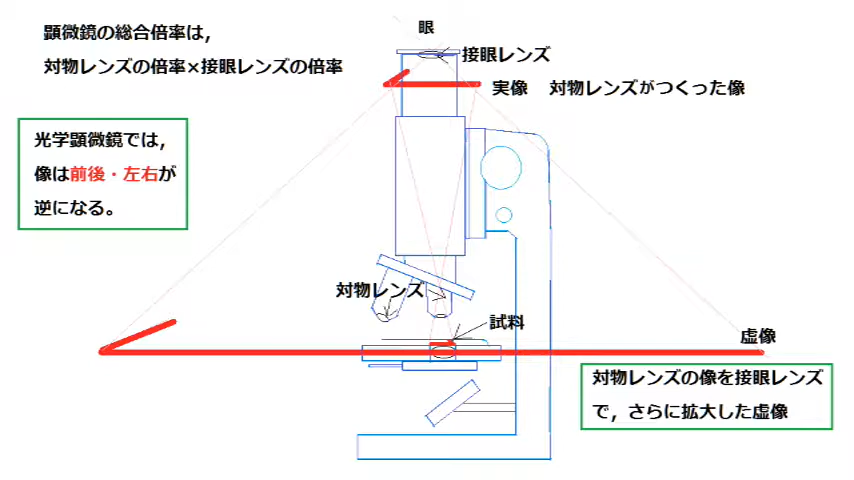 眼
顕微鏡の総合倍率は，
対物レンズの倍率×接眼レンズの倍率
接眼レンズ
実像　対物レンズがつくった像
光学顕微鏡では，
像は前後・左右が
逆になる。
対物レンズ
試料
虚像
対物レンズの像を接眼レンズ
で，さらに拡大した虚像